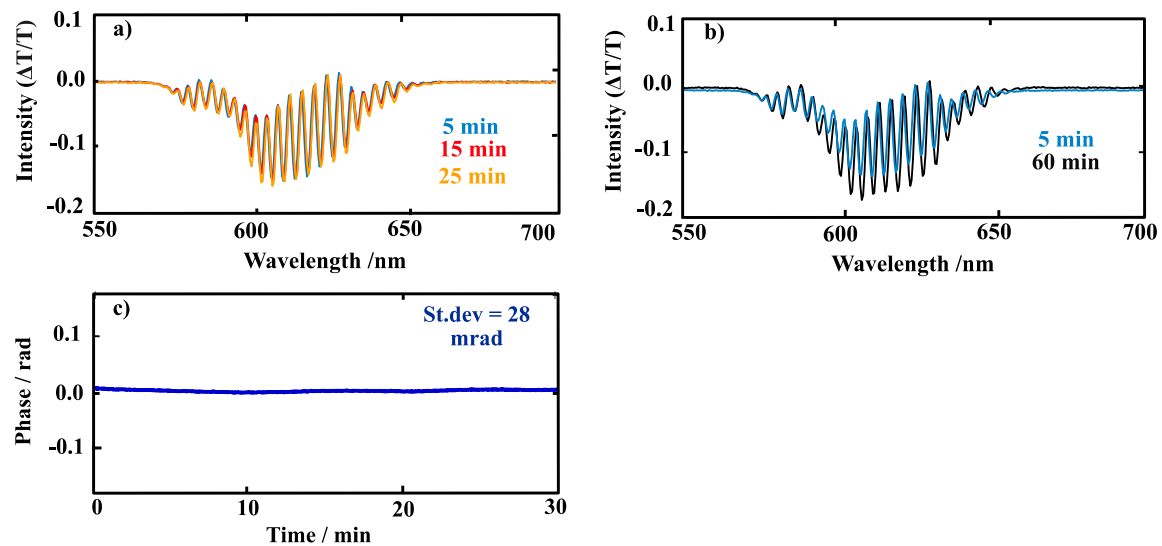 a)
0.1
0.0
-0.1
-0.2
Intensity (ΔT/T)
5 min
15 min
25 min
550
600
650
700
Wavelength /nm
b)
0.1
0.0
-0.1
-0.2
Intensity (ΔT/T)
5 min
60 min
550
600
650
700
Wavelength /nm
c)
0.1
0.0
-0.1
Phase / rad
St.dev = 28
mrad
0
10
20
30
Time / min